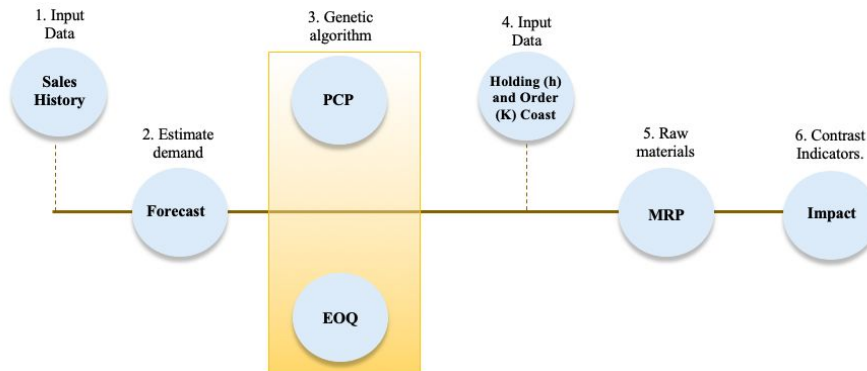 1. Input
Data
Sales
History
2. Estimate
demand
Forecast
3. Genetic
algorithm
PCP
EOQ
4. Input
Data
Holding (h)
and Order
(K) Coast
5. Raw
materials
MRP
6. Contrast
Indicators.
Impact